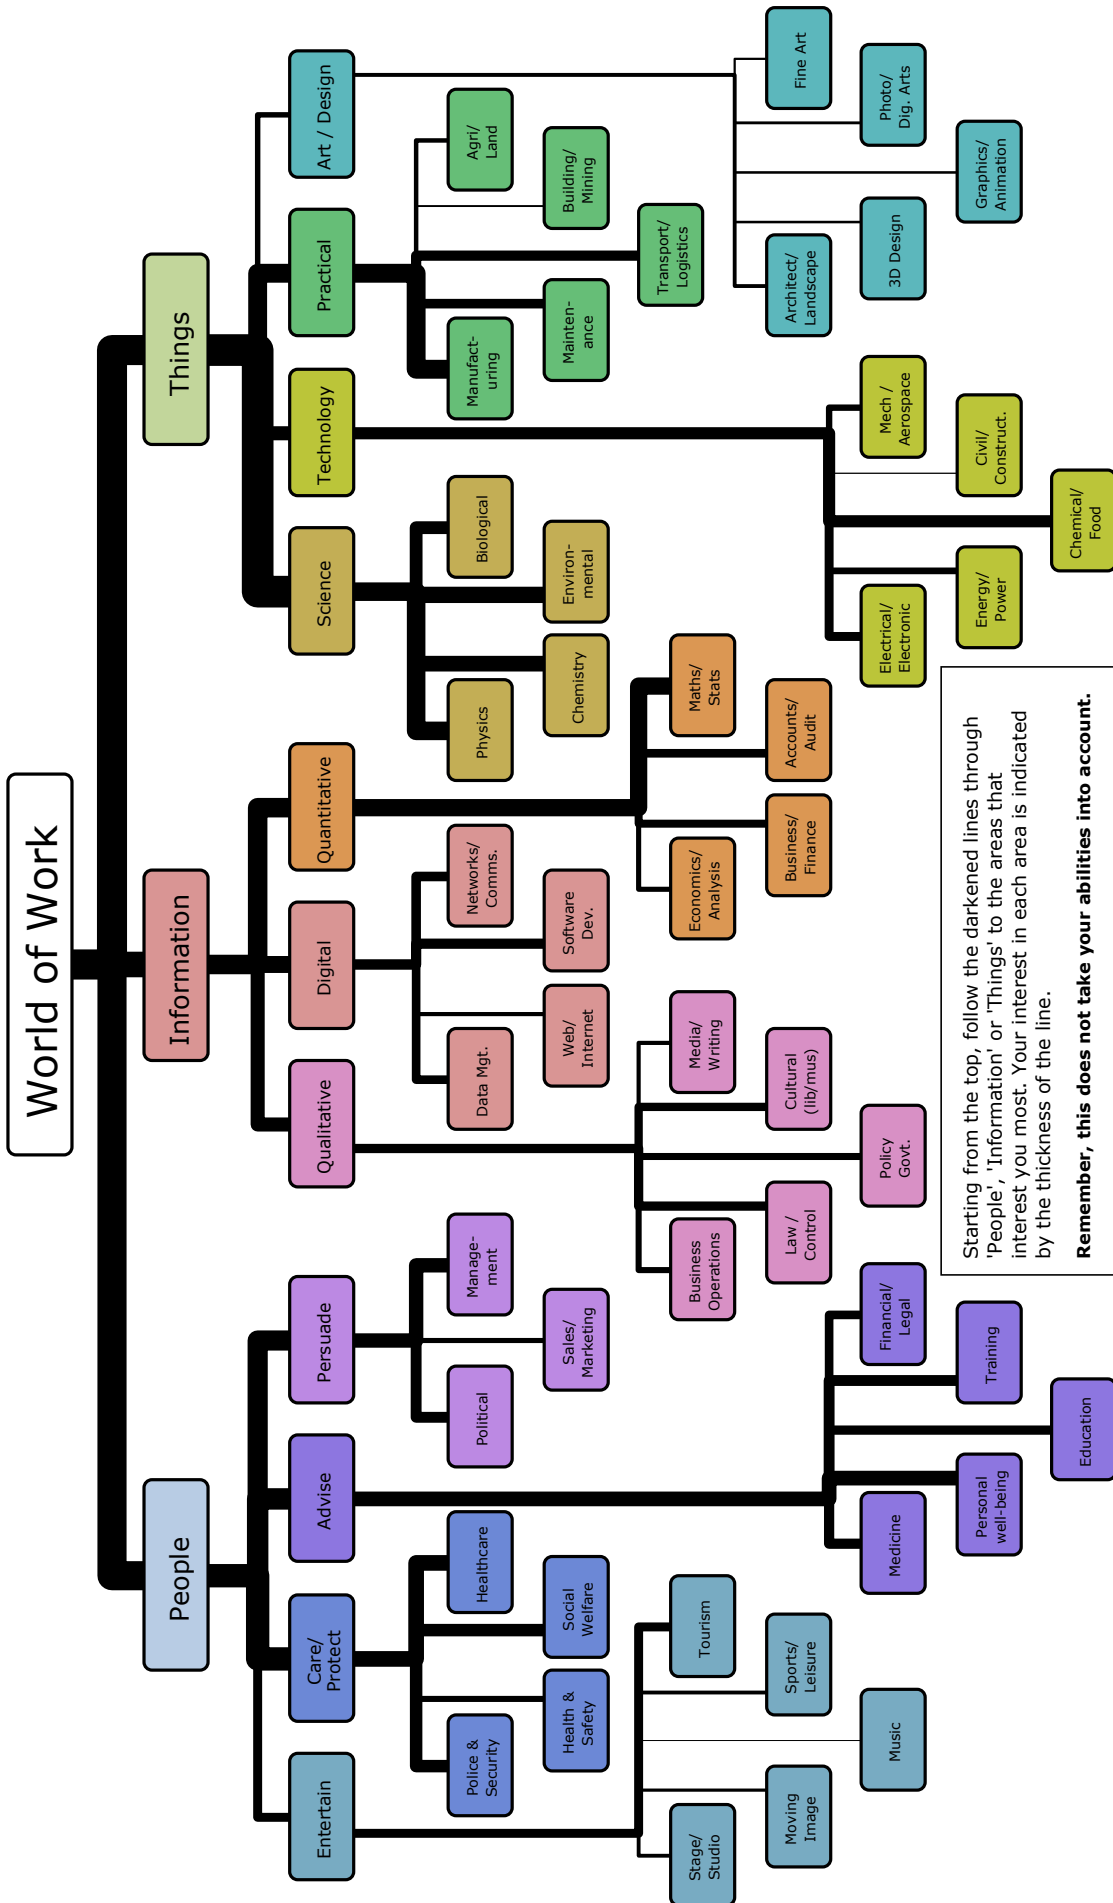 World of Work
People
Information
Things
Entertain
Care/
Protect
Advise
Persuade
Qualitative
Digital
Quantitative
Science
Technology
Practical
Art / Design
Police &
Security
Health &
Safety
Social
Welfare
Healthcare
Political
Sales/
Marketing
Manage-
ment
Data Mgt.
Web/
Internet
Software
Dev.
Networks/
Comms.
Physics
Chemistry
Environ-
mental
Biological
Manufact-
uring
Mainten-
ance
Transport/
Logistics
Building/
Mining
Agri/
Land
Stage/
Studio
Moving
Image
Music
Sports/
Leisure
Tourism
Business
Operations
Law /
Control
Policy
Govt.
Cultural
(lib/mus)
Media/
Writing
Economics/
Analysis
Business/
Finance
Accounts/
Audit
Maths/
Stats
Architect/
Landscape
3D Design
Graphics/
Animation
Photo/
Dig. Arts
Fine Art
Medicine
Personal
well-being
Education
Training
Financial/
Legal
Electrical/
Electronic
Energy/
Power
Chemical/
Food
Civil/
Construct.
Mech /
Aerospace
Starting from the top, follow the darkened lines through
'People', 'Information' or 'Things' to the areas that
interest you most. Your interest in each area is indicated
by the thickness of the line.
Remember, this does not take your abilities into account.